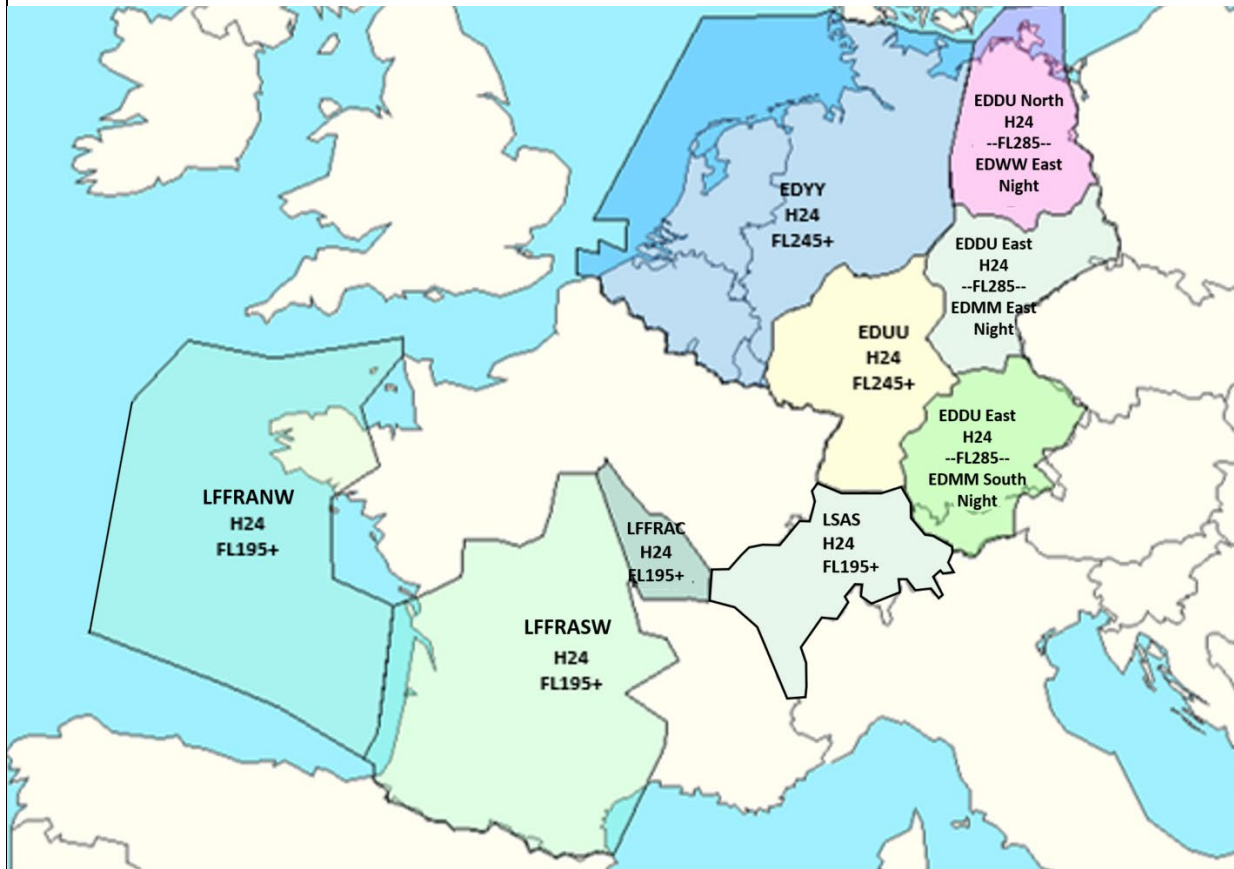 EDDU North
H24
--FL285--
EDWW East
Night
EDYY
H24
FL245+
EDDU East
H24
--FL285--
EDMM East
Night
EDUU
H24
FL245+
EDDU East
H24
--FL285--
EDMM South
Night
LFFRANW
H24
FL195+
LFFRAC
H24
FL195+
LSAS
H24
FL195+
LFFRASW
H24
FL195+